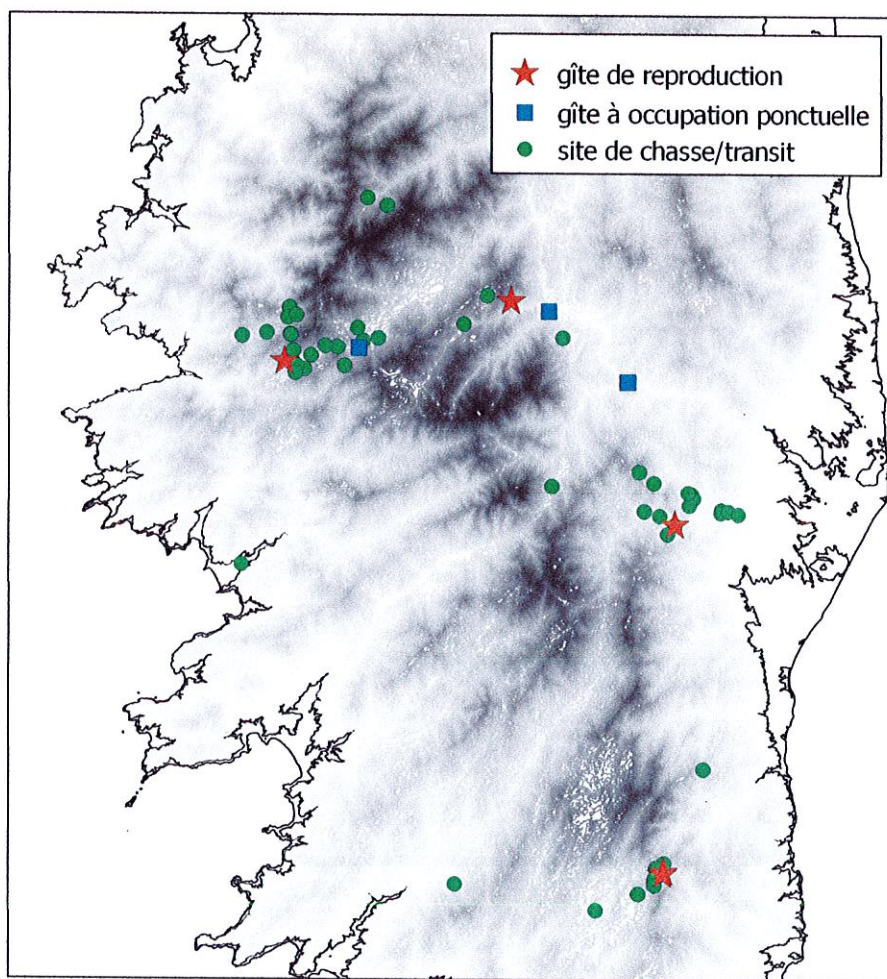 gîte de reproduction
gîte à occupation ponctuelle
site de chasse/transit